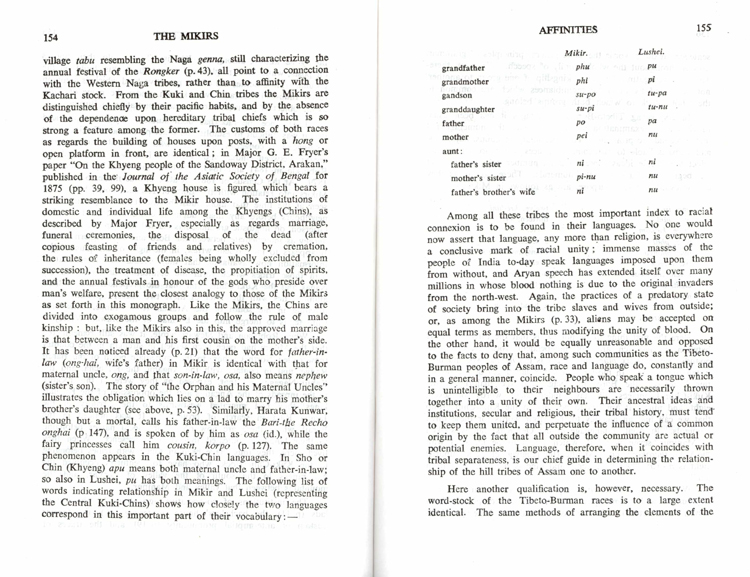 154 THE MIKIRS
village tabu resembling the Naga genna, still characterizing the
annual festival of the Rongker (p. 43), all point to a connection
with the Western Naga tribes, rather than to affinity with the
Kachari stock. From the Kuki and Chin tribes the Mikirs are
distinguished chiefly by their pacific habits, and by the absence
of the dependence upon hereditary tribal chiefs which is so
strong a feature among the former. The customs of both races
as regards the building of houses upon posts, with a hong or
open platform in front, are identical ; in Major G. E. Fryer's
paper "On the Khyeng people of the Sandoway District, Arakan,"
published in the Journal of the Asiatic Society of Bengal for
1875 (pp. 39, 99), a Khyeng house is figured which bears a
striking resemblance to the Mikir house. The institutions of
domestic and individual life among the Khyengs (Chins), as
described by Major Fryer, especially as regards marriage,
funeral ceremonies, the disposal of the dead (after
copious feasting of friends and relatives) by cremation,
the rules of inheritance (females being wholly excluded from
succession), the treatment of disease, the propitiation of spirits,
and the annual festivals in honour of the gods who preside over
man's welfare, present the closest analogy to those of the Mikirs
as set forth in this monograph. Like the Mikirs, the Chins are
divided into exogamous groups and follow the rule of male
kinship : but, like the Mikirs also in this, the approved marriage
is that between a man and his first cousin on the mother's side.
It has been noticed already (p. 21) that the word for father-in-
law (ong-hai, wife's father) in Mikir is identical with that for
maternal uncle, ong, and that son-in-law, osa, also means nephew
(sister's son). The story of "the Orphan and his Maternal Uncles"
illustrates the obligation which lies on a lad to marry his mother's
brother's daughter (see above, p. 53). Similarly, Harata Kunwar,
though but a mortal, calls his father-in-law the Bari-the Recho
onghai (p 147), and is spoken of by him as osa (id.), while the
fairy princesses call him cousin, korpo (p. 127). The same
phenomenon appears in the Kuki-Chin languages. In Sho or
Chin (Khyeng) apu means both maternal uncle and father-in-law;
so also in Lushei, pu has both meanings. The following list of
words indicating relationship in Mikir and Lushei (representing
the Central Kuki-Chins) shows how closely the two languages
correspond in this important part of their vocabulary :—
AFFINITIES 155
Mikir. Lushei.
grandfather phu pu
grandmother phi pi
gandson su-po tu-pa
granddaughter su-pi tu-nu
father po pa
mother pei nu
aunt :
father's sister ni ni
mother's sister pi-nu nu
father's brother's wife ni nu
Among all these tribes the most important index to racial
connexion is to be found in their languages. No one would
now assert that language, any more than religion, is everywhere
a conclusive mark of racial unity ; immense masses of the
people of India to-day speak languages imposed upon them
from without, and Aryan speech has extended itself over many
millions in whose blood nothing is due to the original invaders
from the north-west. Again, the practices of a predatory state
of society bring into the tribe slaves and wives from outside;
or, as among the Mikirs (p. 33), aliens may be accepted on
equal terms as members, thus modifying the unity of blood. On
the other hand, it would be equally unreasonable and opposed
to the facts to deny that, among such communities as the Tibeto-
Burman peoples of Assam, race and language do, constantly and
in a general manner, coincide. People who speak a tongue which
is unintelligible to their neighbours are necessarily thrown
together into a unity of their own. Their ancestral ideas and
institutions, secular and religious, their tribal history, must tend
to keep them united, and perpetuate the influence of a common
origin by the fact that all outside the community are actual or
potential enemies. Language, therefore, when it coincides with
tribal separateness, is our chief guide in determining the relation-
ship of the hill tribes of Assam one to another.
Here another qualification is, however, necessary. The
word-stock of the Tibeto-Burman races is to a large extent
identical. The same methods of arranging the elements of the